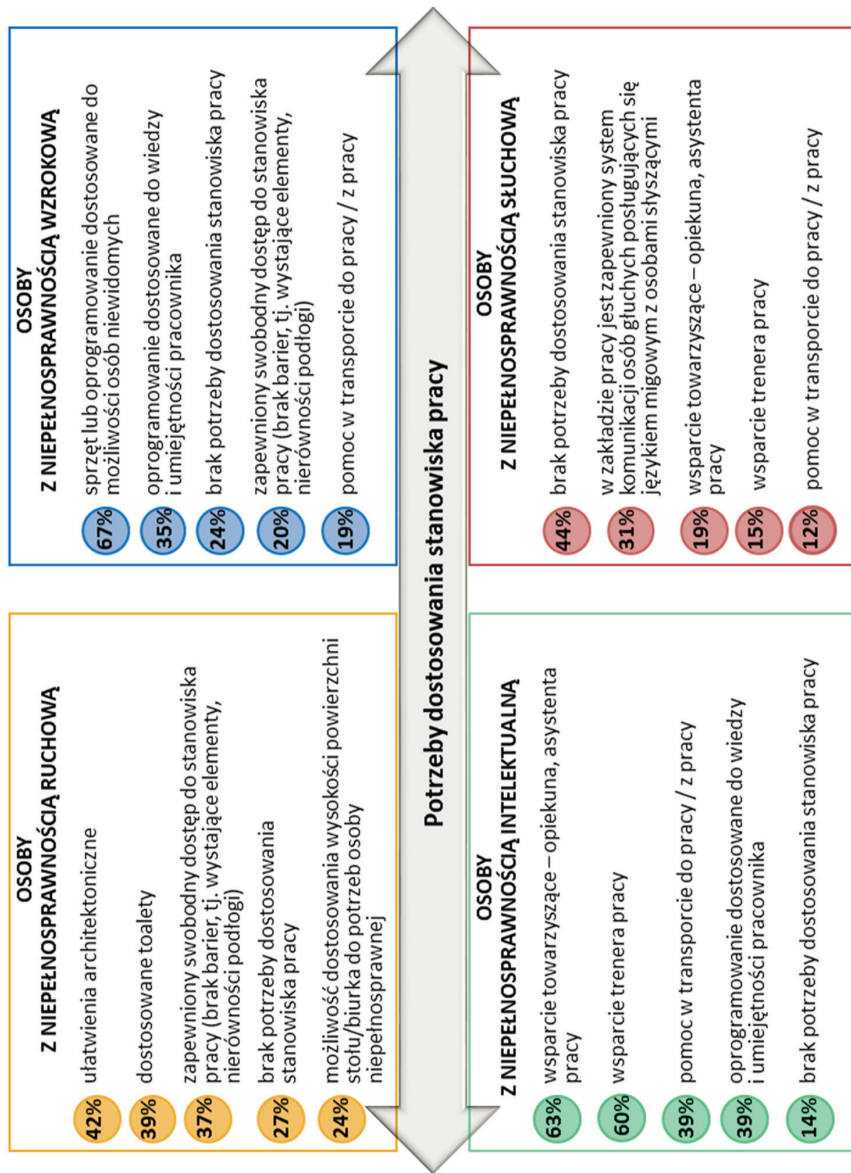 OSOBY
Z NIEPEŁNOSPRAWNOŚCIĄ RUCHOWĄ
42% ułatwienia architektoniczne
39% dostosowane toalety
37% zapewniony swobodny dostęp do stanowiska
pracy (brak barier, tj. wystające elementy,
nierówności podłogi)
27% brak potrzeby dostosowania
stanowiska pracy
24% możliwość dostosowania wysokości powierzchni
stołu/biurka do potrzeb osoby
niepełnosprawnej
OSOBY
Z NIEPEŁNOSPRAWNOŚCIĄ WZROKOWĄ
67% sprzęt lub oprogramowanie dostosowane do
możliwości osób niewidomych
35% oprogramowanie dostosowane do wiedzy
i umiejętności pracownika
24% brak potrzeby dostosowania stanowiska pracy
20% zapewniony swobodny dostęp do stanowiska
pracy (brak barier, tj. wystające elementy,
nierówności podłogi)
19% pomoc w transporcie do pracy / z pracy
Potrzeby dostosowania stanowiska pracy
OSOBY
Z NIEPEŁNOSPRAWNOŚCIĄ INTELEKTUALNĄ
63% wsparcie towarzyszące – opiekuna, asystenta
pracy
60% wsparcie trenera pracy
39% pomoc w transporcie do pracy / z pracy
39% oprogramowanie dostosowane do wiedzy
i umiejętności pracownika
14% brak potrzeby dostosowania stanowiska pracy
OSOBY
Z NIEPEŁNOSPRAWNOŚCIĄ SŁUCHOWĄ
44% brak potrzeby dostosowania stanowiska pracy
31% w zakładzie pracy jest zapewniony system
komunikacji osób głuchych posługujących się
językiem migowym z osobami słyszącymi
19% wsparcie towarzyszące – opiekuna, asystenta
pracy
15% wsparcie trenera pracy
12% pomoc w transporcie do pracy / z pracy